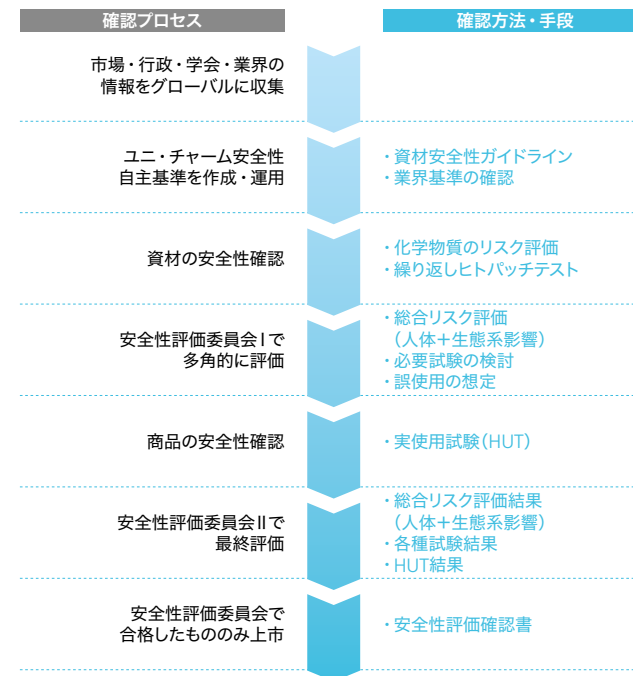 確認プロセス
確認方法・手段
市場・行政・学会・業界の
情報をグローバルに収集
ユニ・チャーム安全性
自主基準を作成・運用
・資材安全性ガイドライン
・業界基準の確認
資材の安全性確認
・化学物質のリスク評価
・繰り返しヒトパッチテスト
安全性評価委員会Iで
多角的に評価
・総合リスク評価
（人体＋生態系影響）
・必要試験の検討
・誤使用の想定
商品の安全性確認
・実使用試験（HUT）
安全性評価委員会IIで
最終評価
・総合リスク評価結果
（人体＋生態系影響）
・各種試験結果
・HUT結果
安全性評価委員会で
合格したもののみ上市
・安全性評価確認書